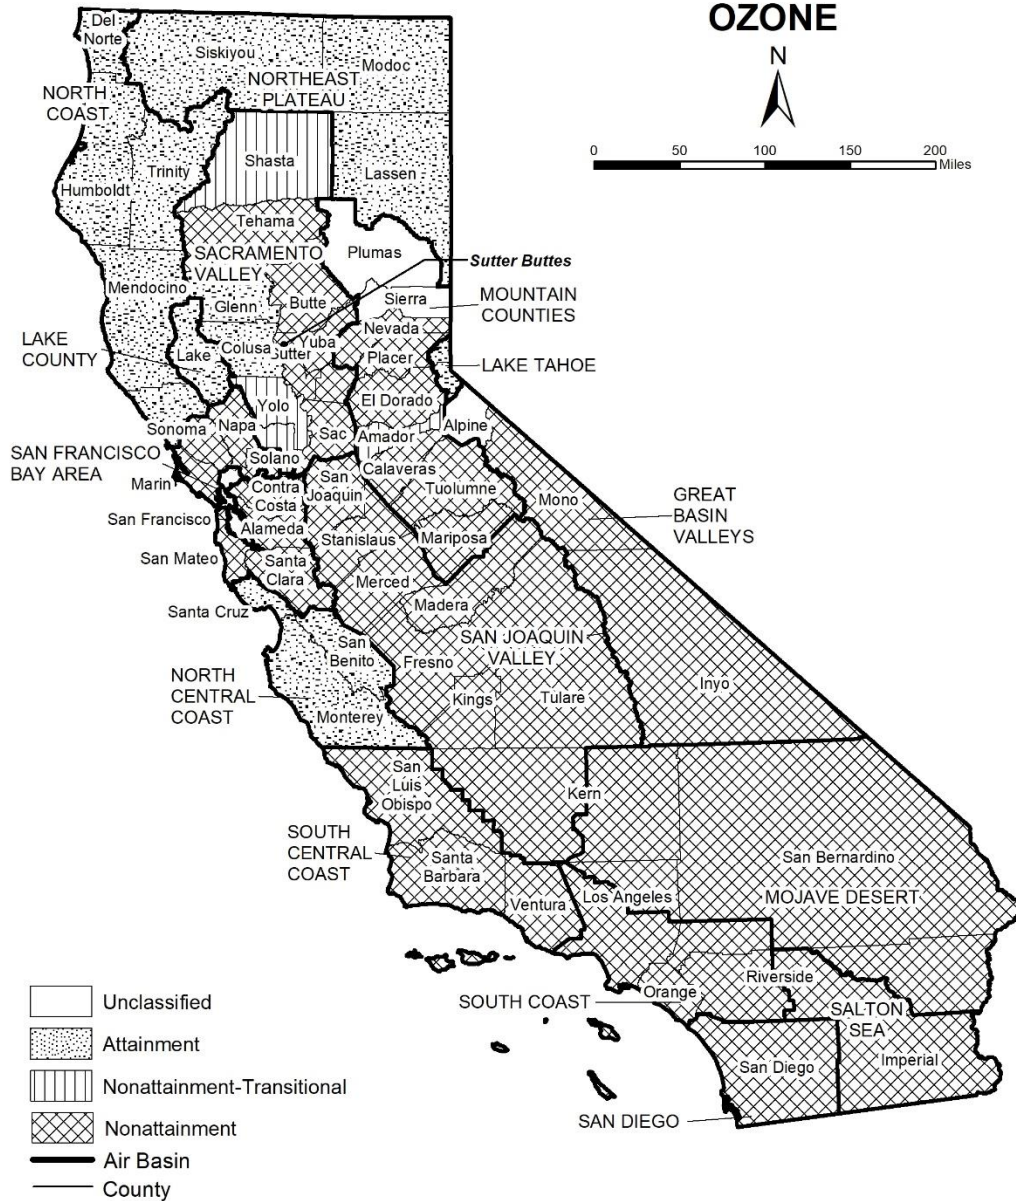 OZONE
N
0 50 100 150 200
Miles
Del
Norte
Siskiyou
Modoc
NORTHEAST
PLATEAU
NORTH
COAST
Shasta
Trinity
Humboldt
Lassen
Tehama
Plumas
SACRAMENTO
VALLEY
Sutter Buttes
Mendocino
Glenn
Butte
Sierra
MOUNTAIN
COUNTIES
Nevada
LAKE
COUNTY
Lake
Colusa
Sutter
Yuba
Placer
LAKE TAHOE
El Dorado
Yolo
Sonoma
Napa
Sac
Amador
Alpine
SAN FRANCISCO
BAY AREA
Solano
Calaveras
Marin
Contra
Costa
San
Joaquin
Tuolumne
Mono
GREAT
BASIN
VALLEYS
San Francisco
Alameda
Stanislaus
Mariposa
San Mateo
Santa
Clara
Merced
Santa Cruz
Madera
San
Benito
SAN JOAQUIN
VALLEY
Fresno
NORTH
CENTRAL
COAST
Monterey
Kings
Tulare
Inyo
San
Luis
Obispo
Kern
SOUTH
CENTRAL
COAST
Santa
Barbara
San Bernardino
Ventura
Los Angeles
MOJAVE DESERT
Riverside
Orange
SOUTH COAST
SALTON
SEA
San Diego
Imperial
SAN DIEGO
Unclassified
Attainment
Nonattainment-Transitional
Nonattainment
Air Basin
County